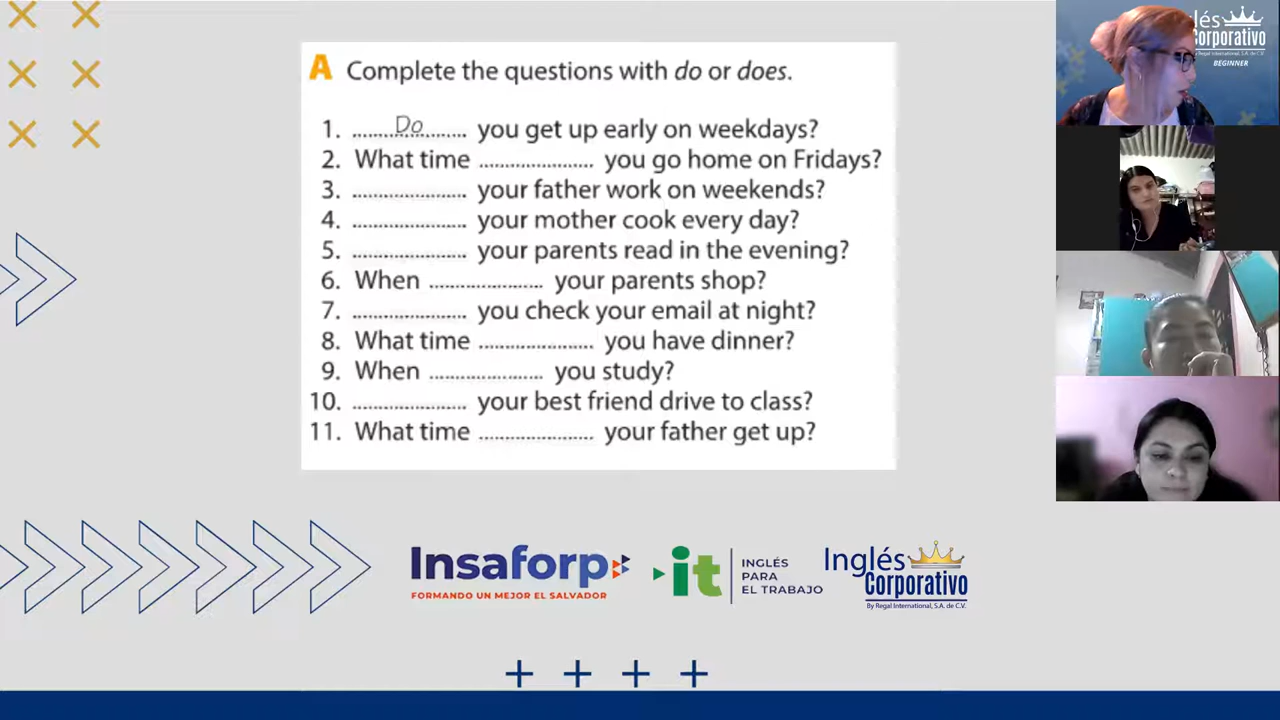 A Complete the questions with do or does.
1. .......Do....... you get up early on weekdays?
2. What time ...................... you go home on Fridays?
3. ...................... your father work on weekends?
4. ...................... your mother cook every day?
5. ...................... your parents read in the evening?
6. When ...................... your parents shop?
7. ...................... you check your email at night?
8. What time ...................... you have dinner?
9. When ...................... you study?
10. ...................... your best friend drive to class?
11. What time ...................... your father get up?
lés
Corporativo
By Regal International, S.A. de C.V.
BEGINNER
Insaforp
FORMANDO UN MEJOR EL SALVADOR
it
INGLÉS
PARA
EL TRABAJO
Inglés
Corporativo
By Regal International, S.A. de C.V.